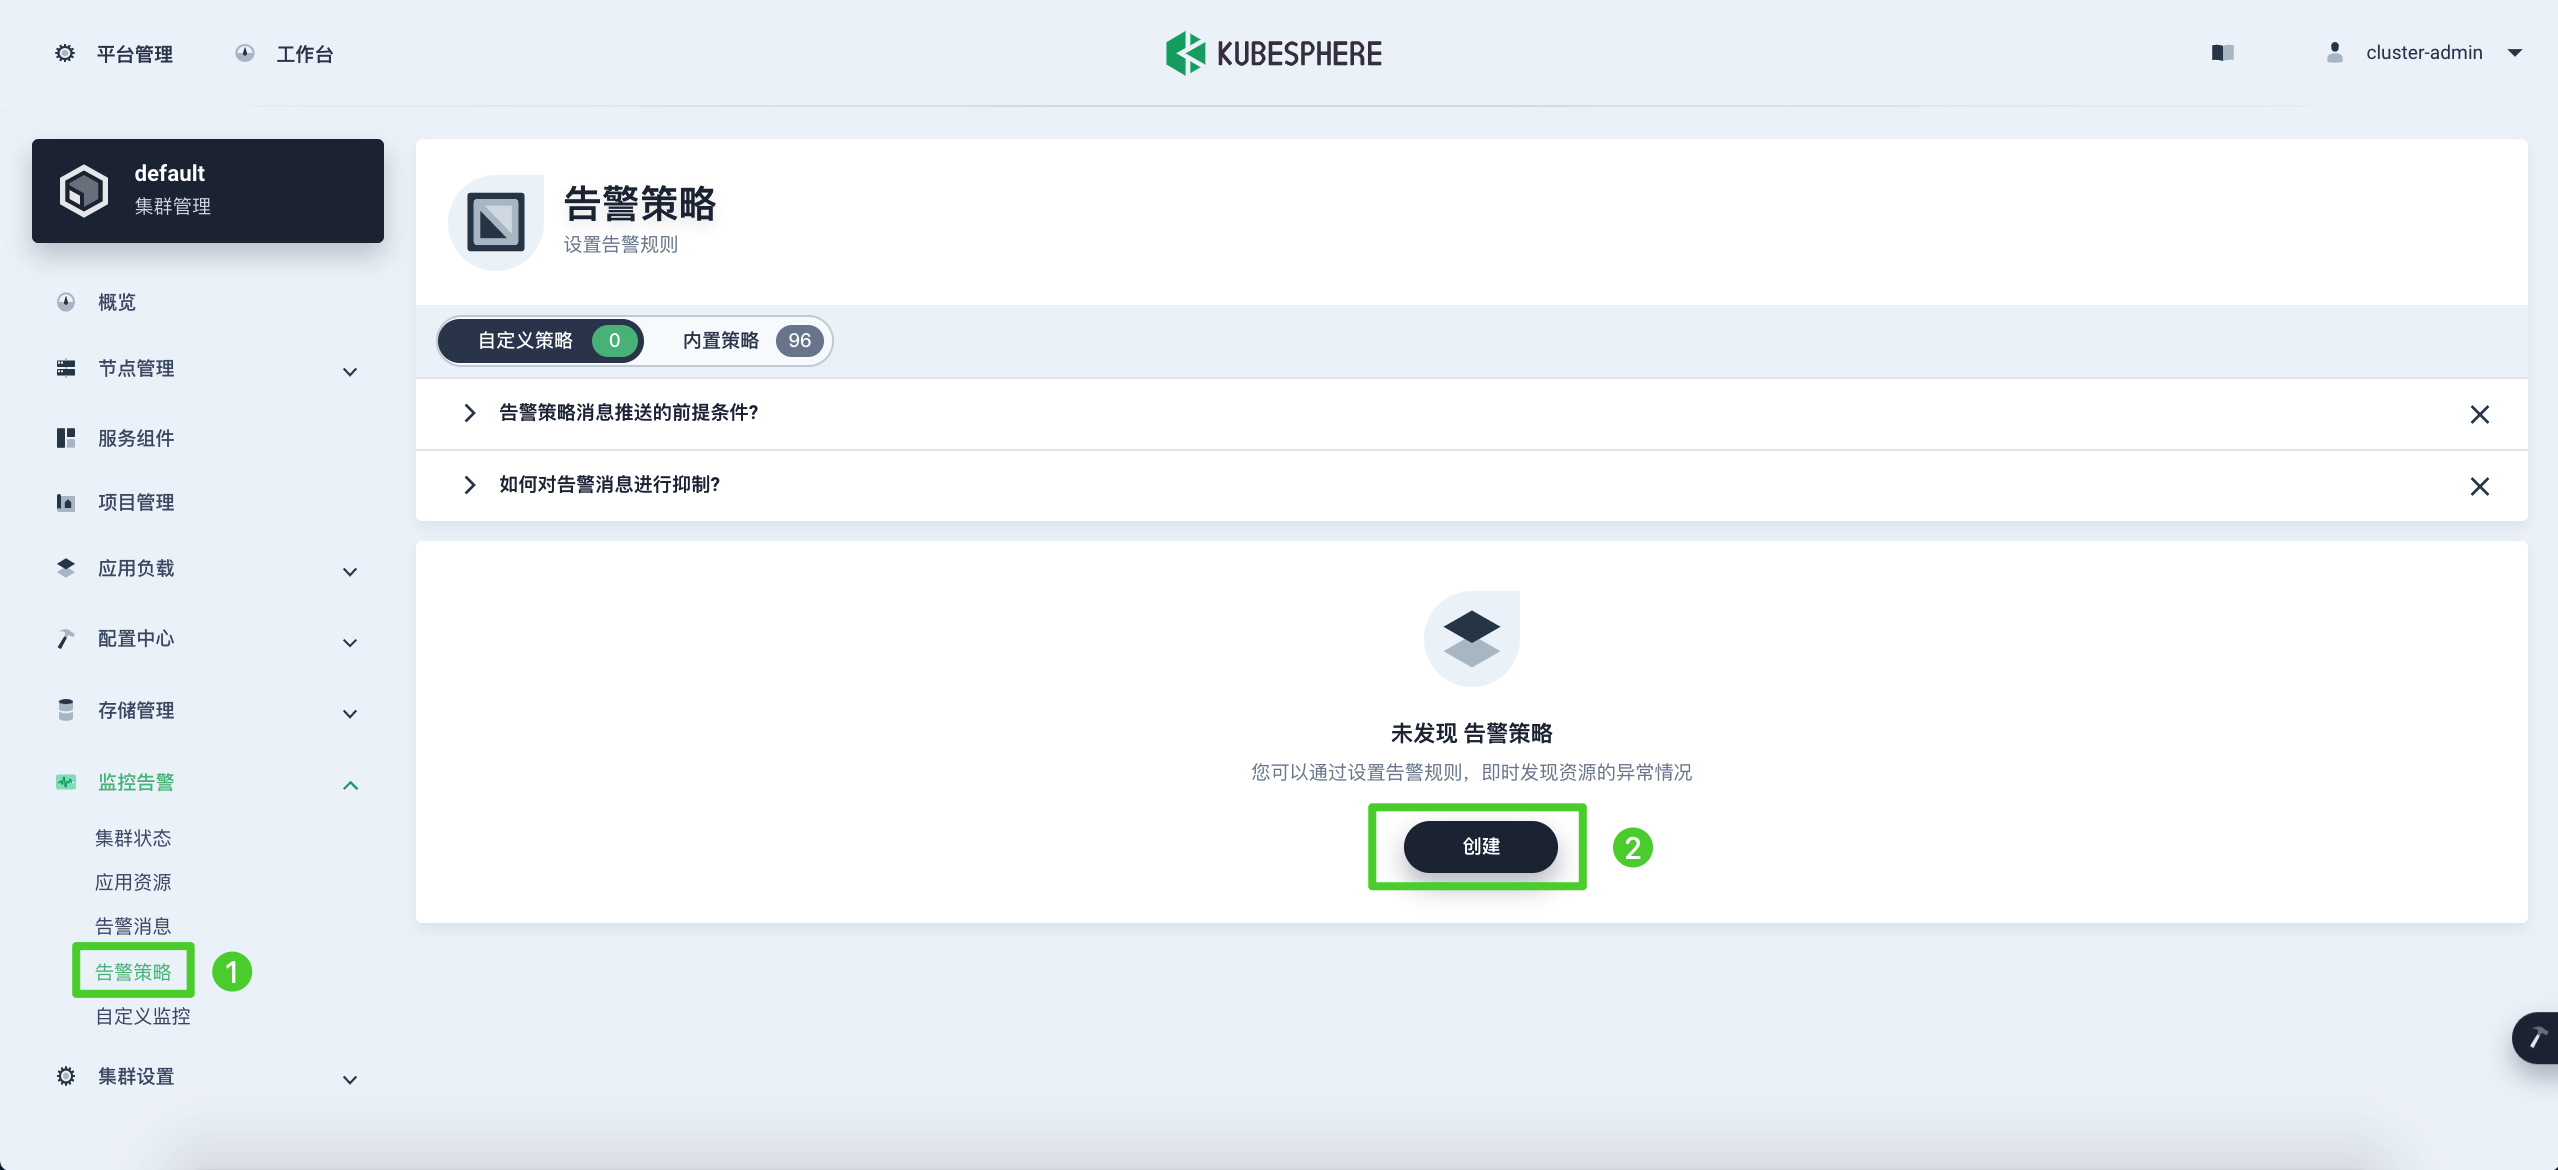 平台管理
工作台
KUBESPHERE
cluster-admin
default
集群管理
概览
节点管理
服务组件
项目管理
应用负载
配置中心
存储管理
监控告警
集群状态
应用资源
告警消息
告警策略
1
自定义监控
集群设置
告警策略
设置告警规则
自定义策略 0
内置策略 96
告警策略消息推送的前提条件?
如何对告警消息进行抑制?
未发现 告警策略
您可以通过设置告警规则，即时发现资源的异常情况
创建
2